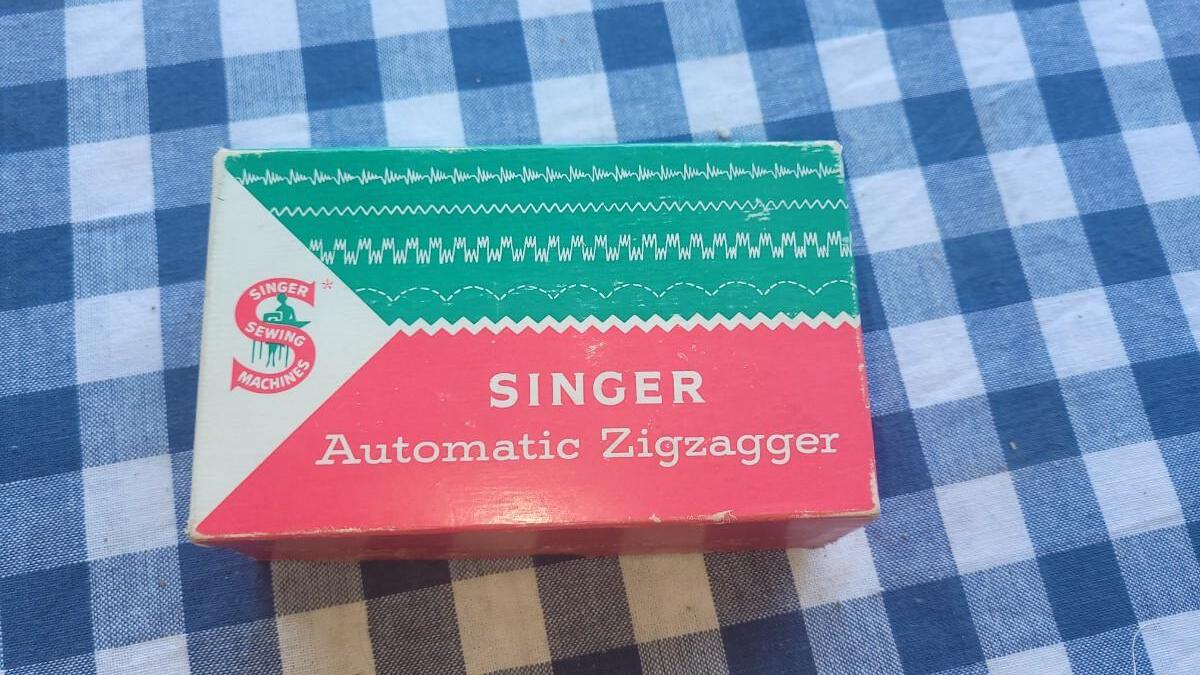 SINGER
SEWING
MACHINES
*
SINGER
Automatic Zigzagger